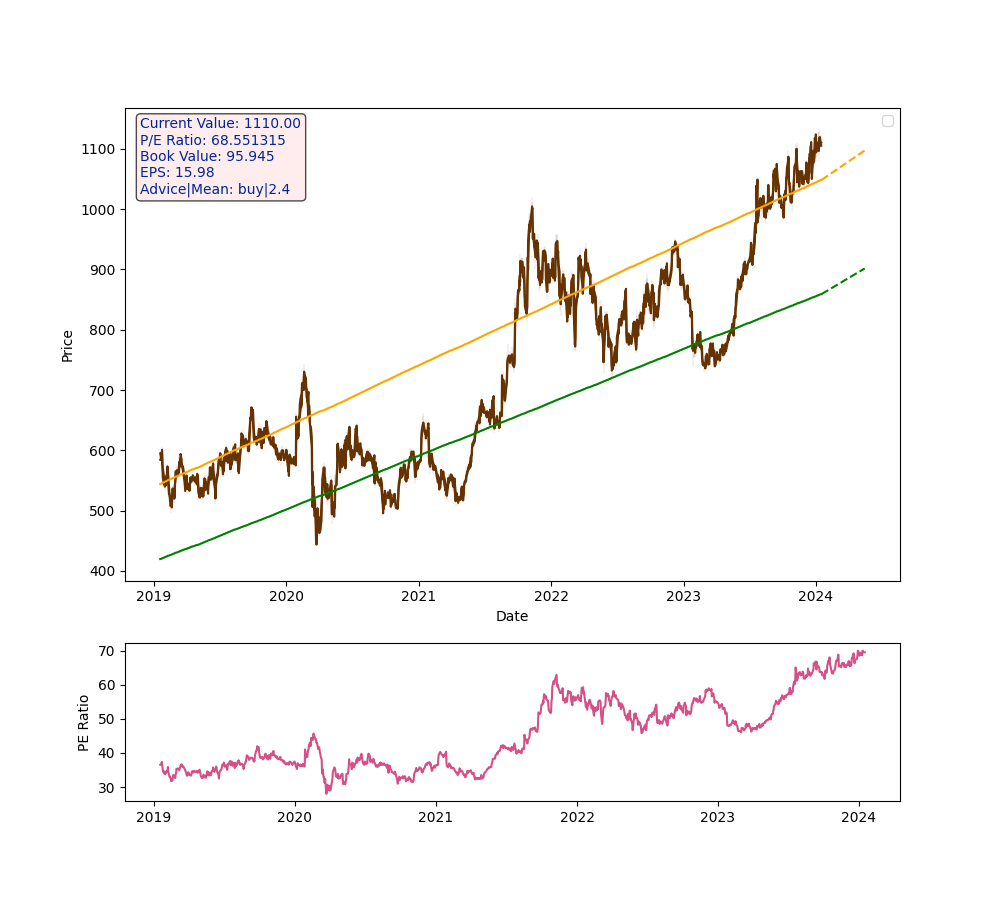 Current Value: 1110.00
P/E Ratio: 68.551315
Book Value: 95.945
EPS: 15.98
Advice|Mean: buy|2.4
1100
1000
900
800
700
600
500
400
Price
2019 2020 2021 2022 2023 2024
Date
70
60
50
40
30
PE Ratio
2019 2020 2021 2022 2023 2024